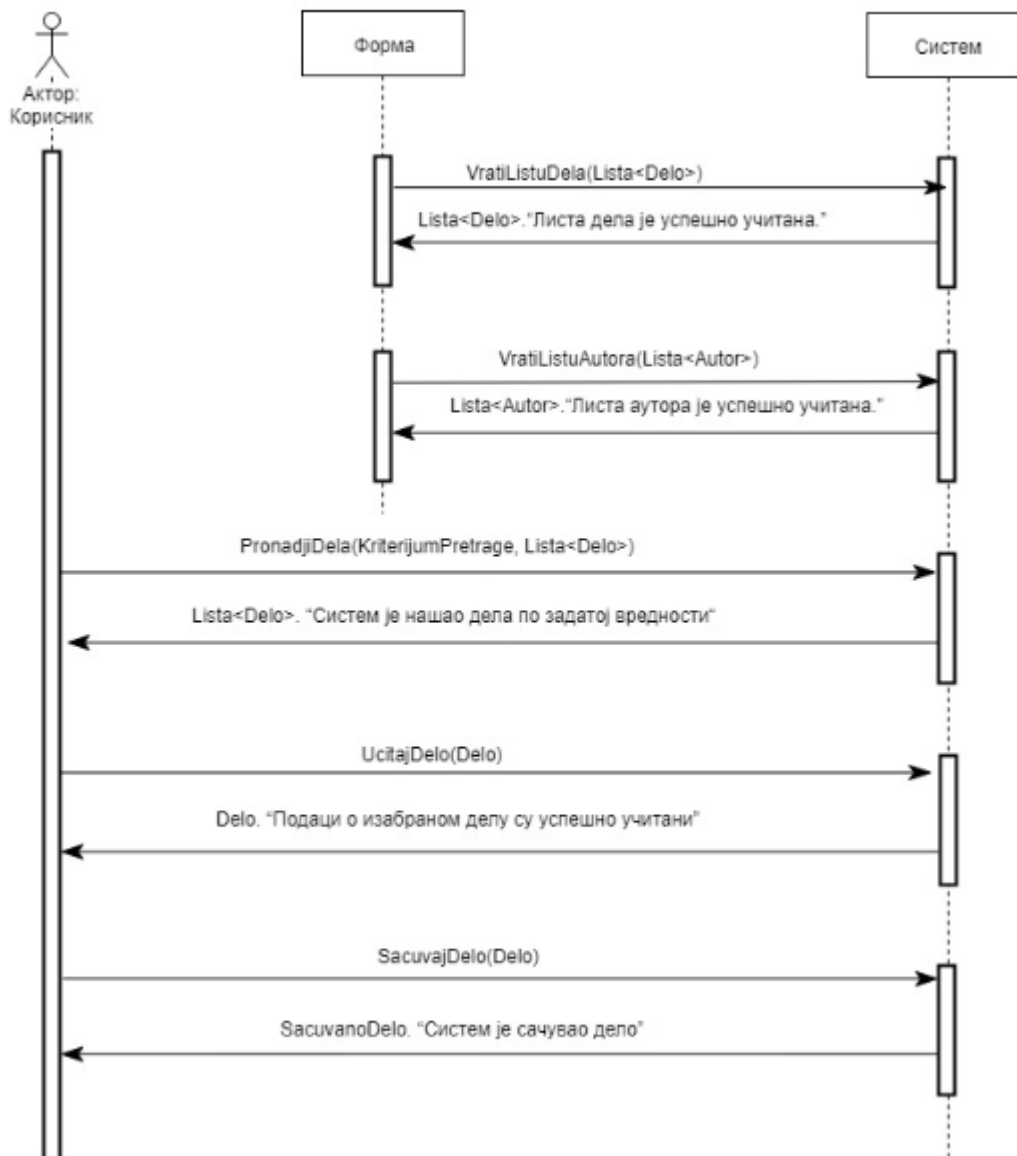 Форма
Систем
Актор:
Корисник
VratiListuDela(Lista<Delo>)
Lista<Delo>.“Листа дела је успешно учитана.”
VratiListuAutora(Lista<Autor>)
Lista<Autor>.“Листа аутора је успешно учитана.”
PronadjiDela(KriterijumPretrage, Lista<Delo>)
Lista<Delo>. “Систем је нашао дела по задатој вредности“
UcitajDelo(Delo)
Delo. “Подаци о изабраном делу су успешно учитани”
SacuvajDelo(Delo)
SacuvanoDelo. “Систем је сачувао дело”